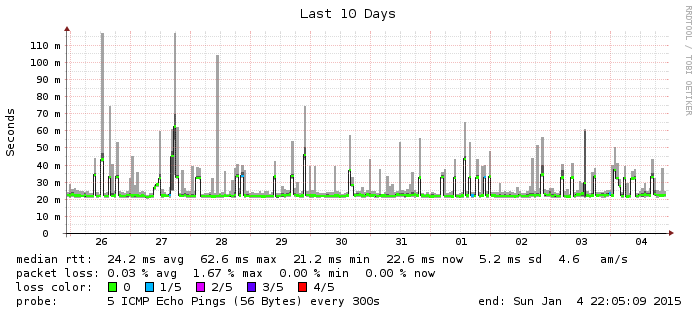 Last 10 Days
RRDTOOL / TOBI OETIKER
Seconds
110 m
100 m
90 m
80 m
70 m
60 m
50 m
40 m
30 m
20 m
10 m
0
26 27 28 29 30 31 01 02 03 04
median rtt: 24.2 ms avg 62.6 ms max 21.2 ms min 22.6 ms now 5.2 ms sd 4.6 am/s
packet loss: 0.03 % avg 1.67 % max 0.00 % min 0.00 % now
loss color: 0 1/5 2/5 3/5 4/5
probe: 5 ICMP Echo Pings (56 Bytes) every 300s end: Sun Jan 4 22:05:09 2015